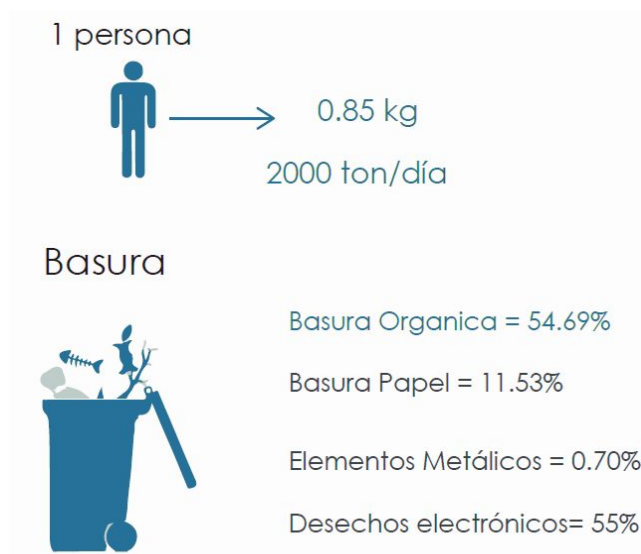 1 persona
0.85 kg
2000 ton/día
Basura
Basura Organica = 54.69%
Basura Papel = 11.53%
Elementos Metálicos = 0.70%
Desechos electrónicos= 55%